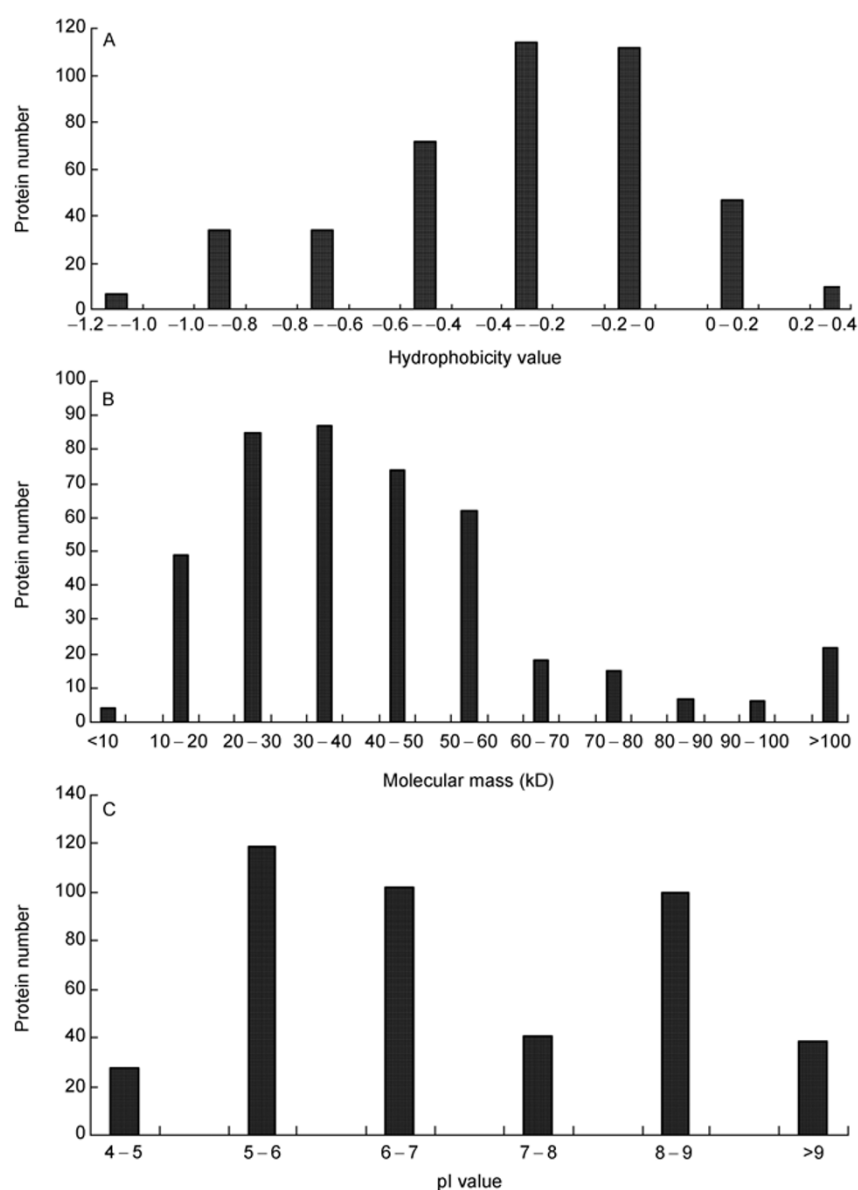 A
Protein number
120
100
80
60
40
20
0
−1.2 – −1.0 −1.0 – −0.8 −0.8 – −0.6 −0.6 – −0.4 −0.4 – −0.2 −0.2 – 0 0 – 0.2 0.2 – 0.4
Hydrophobicity value
B
Protein number
100
90
80
70
60
50
40
30
20
10
0
<10 10 – 20 20 – 30 30 – 40 40 – 50 50 – 60 60 – 70 70 – 80 80 – 90 90 – 100 >100
Molecular mass (kD)
C
Protein number
140
120
100
80
60
40
20
0
4 – 5 5 – 6 6 – 7 7 – 8 8 – 9 >9
pI value